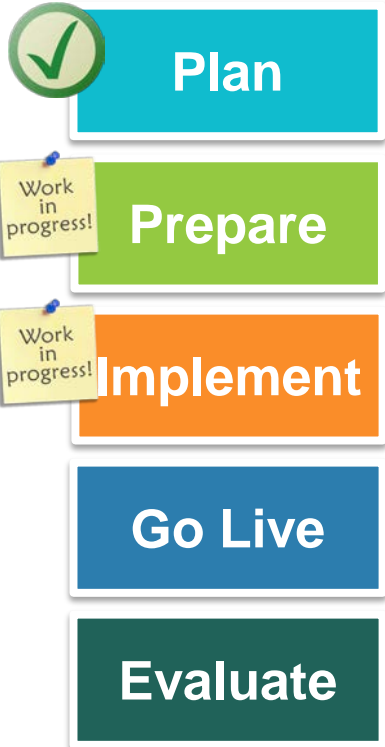 Plan
Work
in
progress!
Prepare
Work
in
progress!
Implement
Go Live
Evaluate